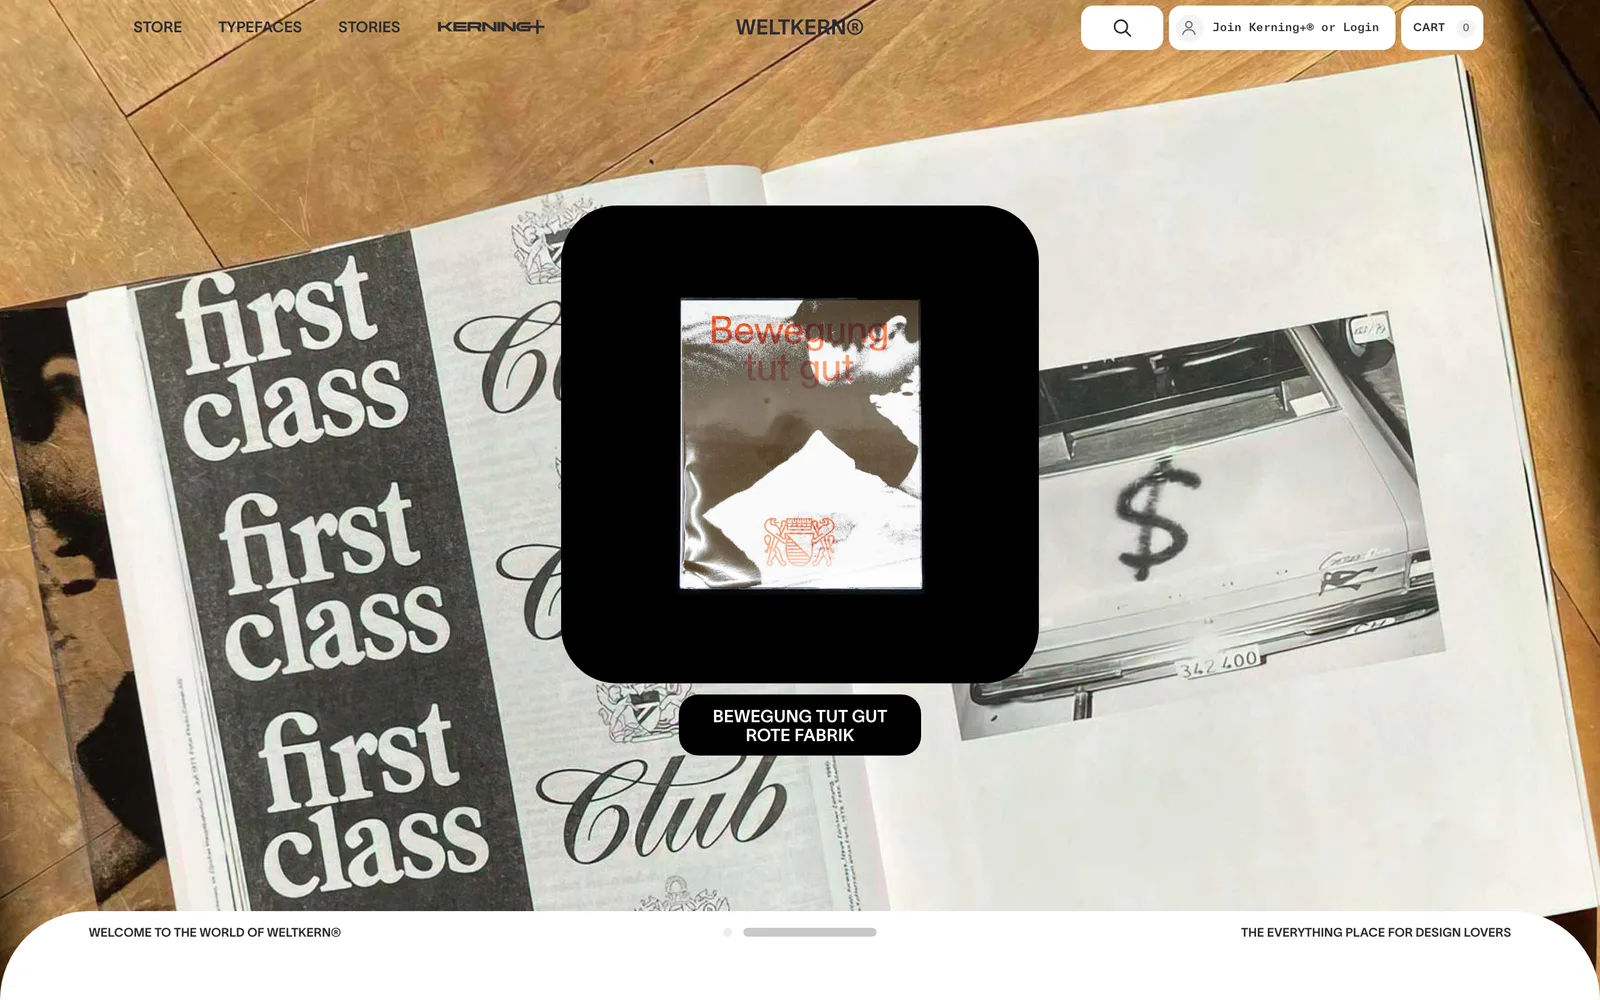 STORE
TYPEFACES
STORIES
KERNING+
WELTKERN®
Join Kerning+® or Login
CART 0
first
class
first
class
first
class
Club
Bewegung
tut gut
$
342 400
BEWEGUNG TUT GUT
ROTE FABRIK
WELCOME TO THE WORLD OF WELTKERN®
THE EVERYTHING PLACE FOR DESIGN LOVERS